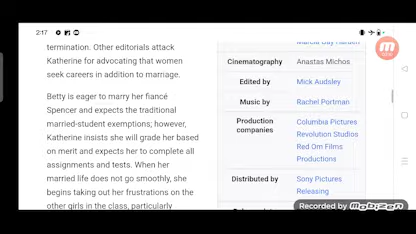 2:17
termination. Other editorials attack
Katherine for advocating that women
seek careers in addition to marriage.
Betty is eager to marry her fiancé
Spencer and expects the traditional
married-student exemptions; however,
Katherine insists she will grade her based
on merit and expects her to complete all
assignments and tests. When her
married life does not go smoothly, she
begins taking out her frustrations on
the other girls in the class, particularly
Marcia Gay Harden
Cinematography Anastas Michos
Edited by Mick Audsley
Music by Rachel Portman
Production Columbia Pictures
companies Revolution Studios
Red Om Films
Productions
Distributed by Sony Pictures
Releasing
Recorded by Mobizen